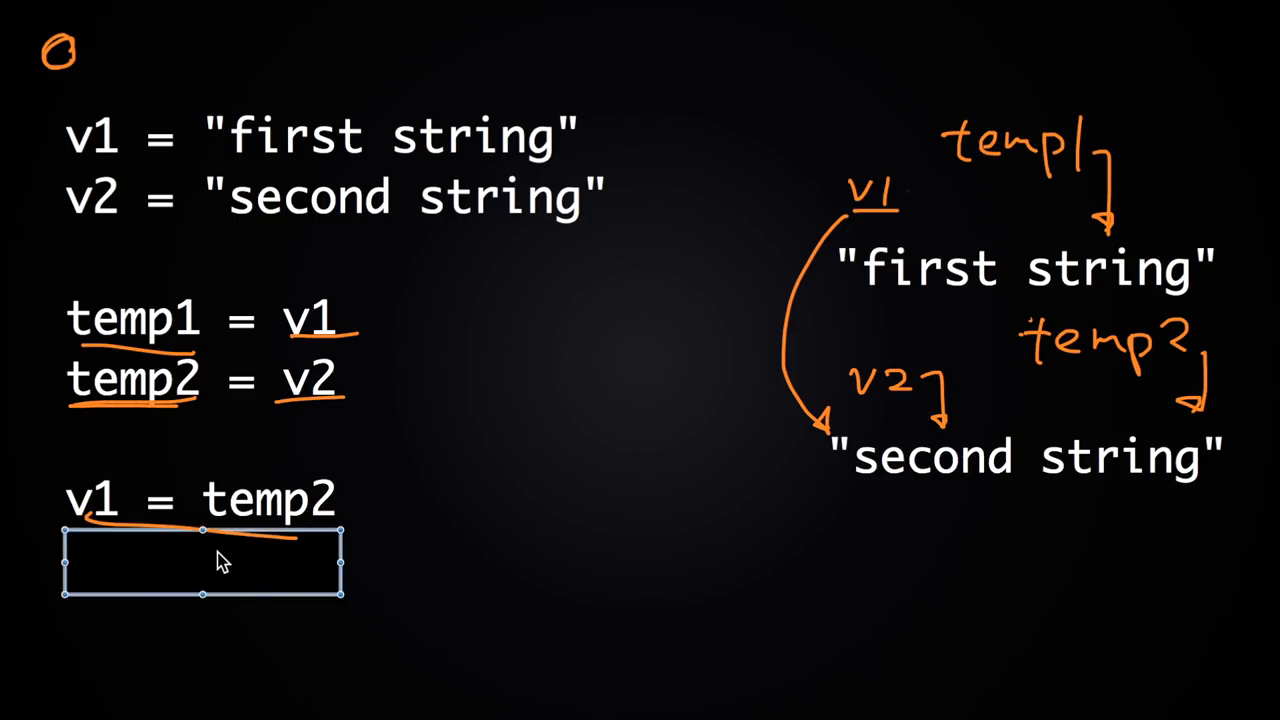 v1 = "first string"
v2 = "second string"
temp1 = v1
temp2 = v2
v1 = temp2
temp1
v1
"first string"
temp2
v2
"second string"